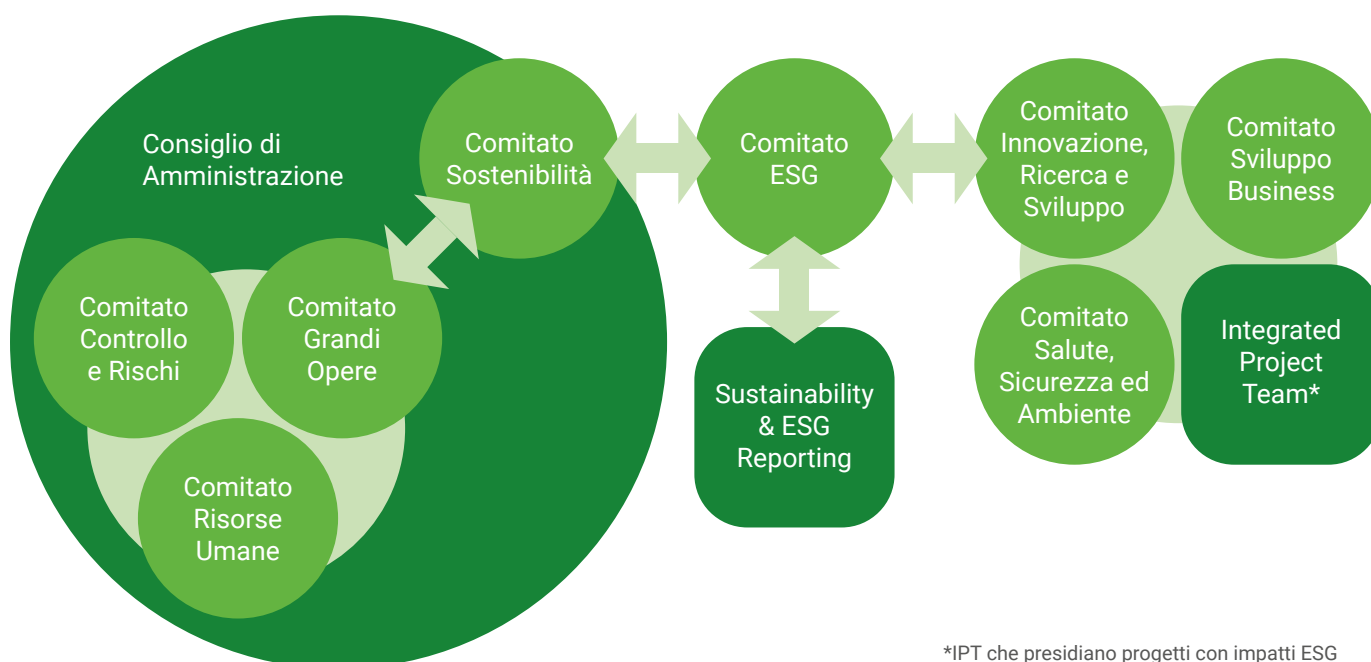 Consiglio di
Amministrazione
Comitato
Sostenibilità
Comitato
Controllo
e Rischi
Comitato
Grandi
Opere
Comitato
Risorse
Umane
Comitato
ESG
Sustainability
& ESG
Reporting
Comitato
Innovazione,
Ricerca e
Sviluppo
Comitato
Sviluppo
Business
Comitato
Salute,
Sicurezza ed
Ambiente
Integrated
Project
Team*
*IPT che presidiano progetti con impatti ESG